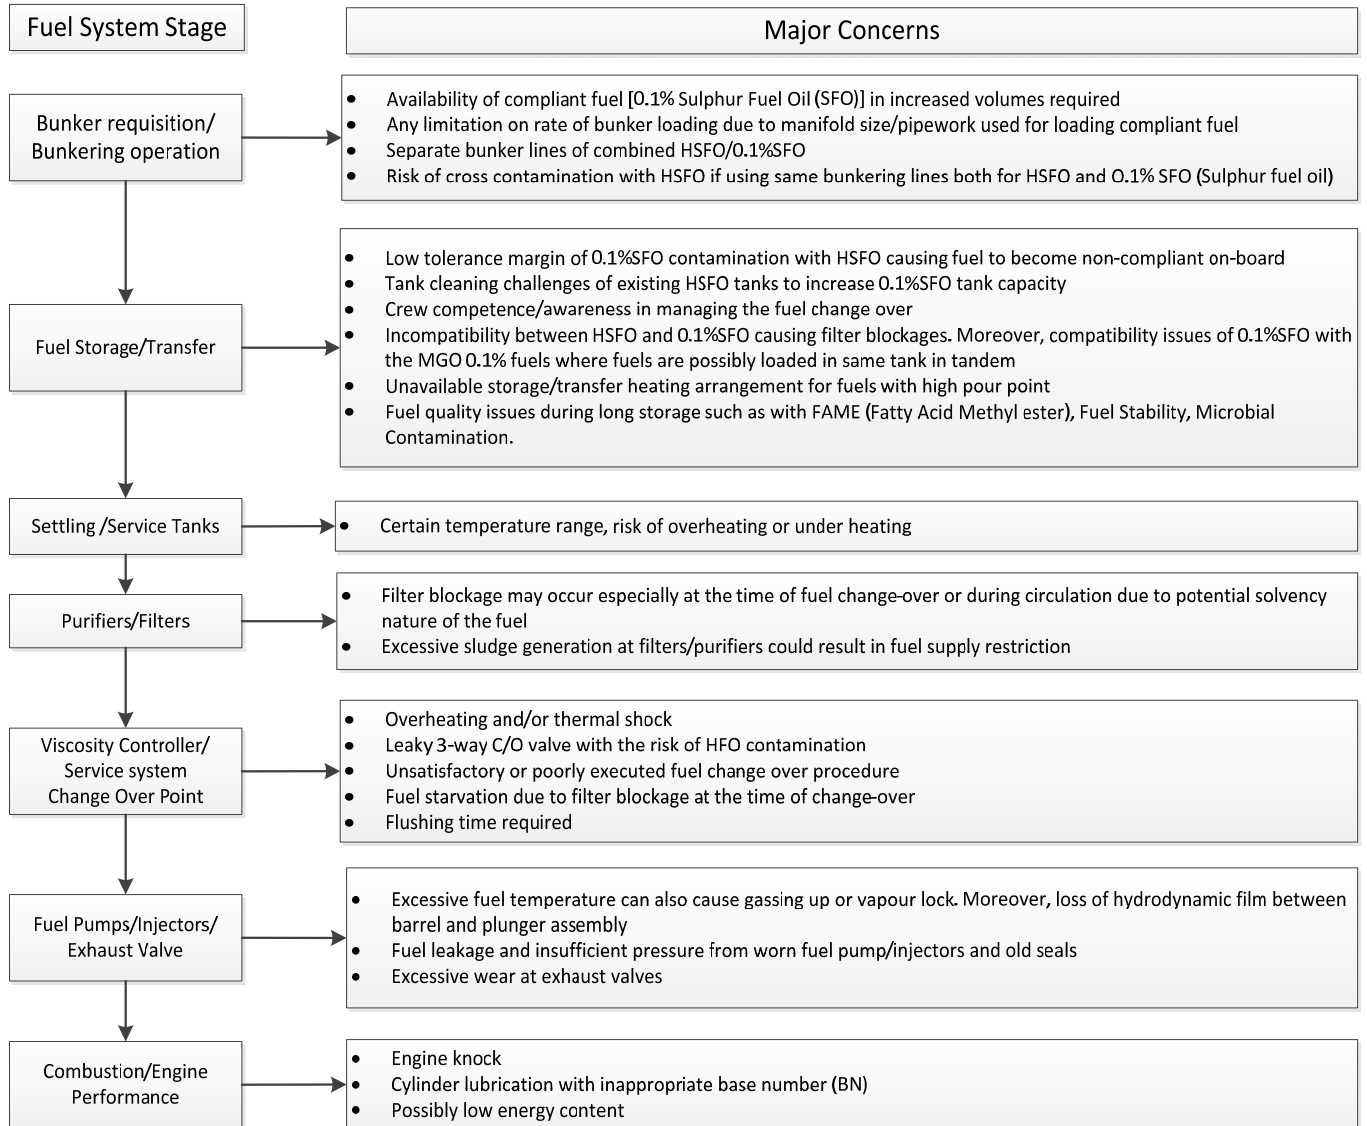 Fuel System Stage
Major Concerns
Bunker requisition/
Bunkering operation
• Availability of compliant fuel [0.1% Sulphur Fuel Oil (SFO)] in increased volumes required
• Any limitation on rate of bunker loading due to manifold size/pipework used for loading compliant fuel
• Separate bunker lines of combined HSFO/0.1%SFO
• Risk of cross contamination with HSFO if using same bunkering lines both for HSFO and 0.1% SFO (Sulphur fuel oil)
Fuel Storage/Transfer
• Low tolerance margin of 0.1%SFO contamination with HSFO causing fuel to become non-compliant on-board
• Tank cleaning challenges of existing HSFO tanks to increase 0.1%SFO tank capacity
• Crew competence/awareness in managing the fuel change over
• Incompatibility between HSFO and 0.1%SFO causing filter blockages. Moreover, compatibility issues of 0.1%SFO with
the MGO 0.1% fuels where fuels are possibly loaded in same tank in tandem
• Unavailable storage/transfer heating arrangement for fuels with high pour point
• Fuel quality issues during long storage such as with FAME (Fatty Acid Methyl ester), Fuel Stability, Microbial
Contamination.
Settling /Service Tanks
• Certain temperature range, risk of overheating or under heating
Purifiers/Filters
• Filter blockage may occur especially at the time of fuel change-over or during circulation due to potential solvency
nature of the fuel
• Excessive sludge generation at filters/purifiers could result in fuel supply restriction
Viscosity Controller/
Service system
Change Over Point
• Overheating and/or thermal shock
• Leaky 3-way C/O valve with the risk of HFO contamination
• Unsatisfactory or poorly executed fuel change over procedure
• Fuel starvation due to filter blockage at the time of change-over
• Flushing time required
Fuel Pumps/Injectors/
Exhaust Valve
• Excessive fuel temperature can also cause gassing up or vapour lock. Moreover, loss of hydrodynamic film between
barrel and plunger assembly
• Fuel leakage and insufficient pressure from worn fuel pump/injectors and old seals
• Excessive wear at exhaust valves
Combustion/Engine
Performance
• Engine knock
• Cylinder lubrication with inappropriate base number (BN)
• Possibly low energy content